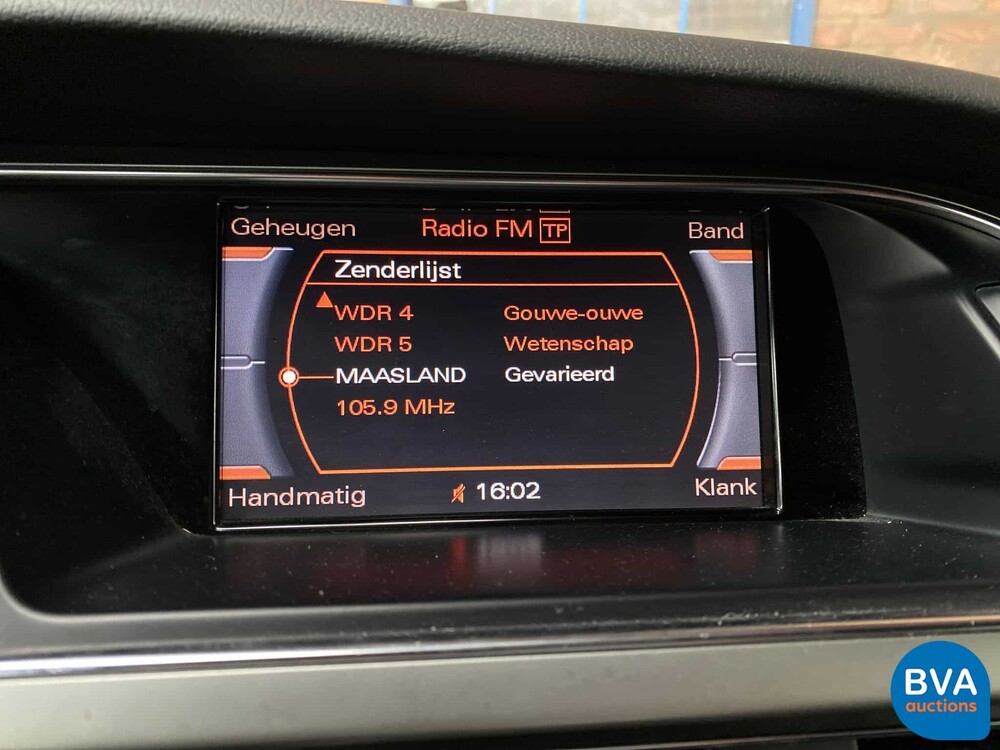 Geheugen Radio FM TP Band
Zenderlijst
WDR 4 Gouwe-ouwe
WDR 5 Wetenschap
MAASLAND Gevarieerd
105.9 MHz
Handmatig 16:02 Klank
BVA
auctions